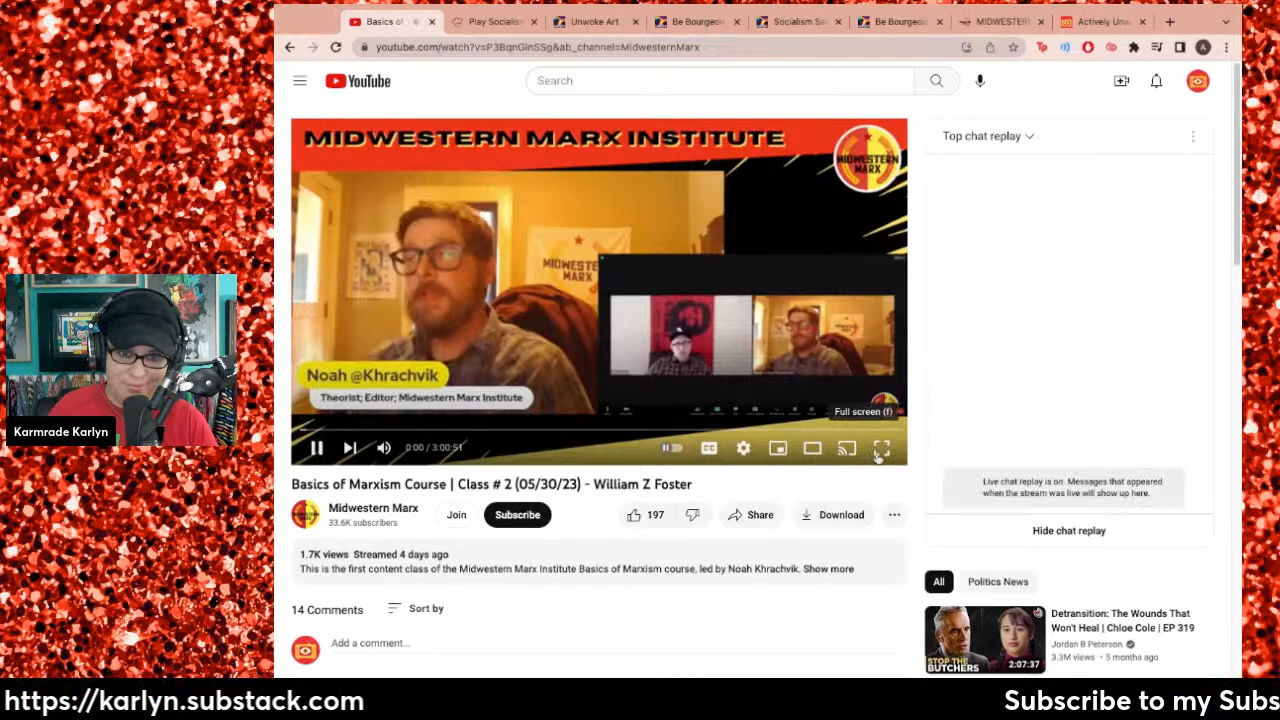 Basics of
Play Socialis
Unwoke Art
Be Bourgeoi
Socialism Sa
Be Bourgeoi
MIDWESTER
Actively Unw
youtube.com/watch?v=P3BqnGinSSg&ab_channel=MidwesternMarx
YouTube
Search
MIDWESTERN MARX INSTITUTE
MIDWESTERN
MARX
Top chat replay
MIDWESTE
MARX
Noah @Khrachvik
Theorist; Editor; Midwestern Marx Institute
Full screen (f)
0:00 / 3:00:51
CC
Karmrade Karlyn
Basics of Marxism Course | Class # 2 (05/30/23) - William Z Foster
Midwestern Marx
33.6K subscribers
Join
Subscribe
197
Share
Download
Live chat replay is on. Messages that appeared
when the stream was live will show up here.
Hide chat replay
1.7K views Streamed 4 days ago
This is the first content class of the Midwestern Marx Institute Basics of Marxism course, led by Noah Khrachvik. Show more
14 Comments
Sort by
Add a comment...
All
Politics News
STOP THE
BUTCHERS
2:07:37
Detransition: The Wounds That
Won't Heal | Chloe Cole | EP 319
Jordan B Peterson
3.3M views • 5 months ago
https://karlyn.substack.com
Subscribe to my Subs